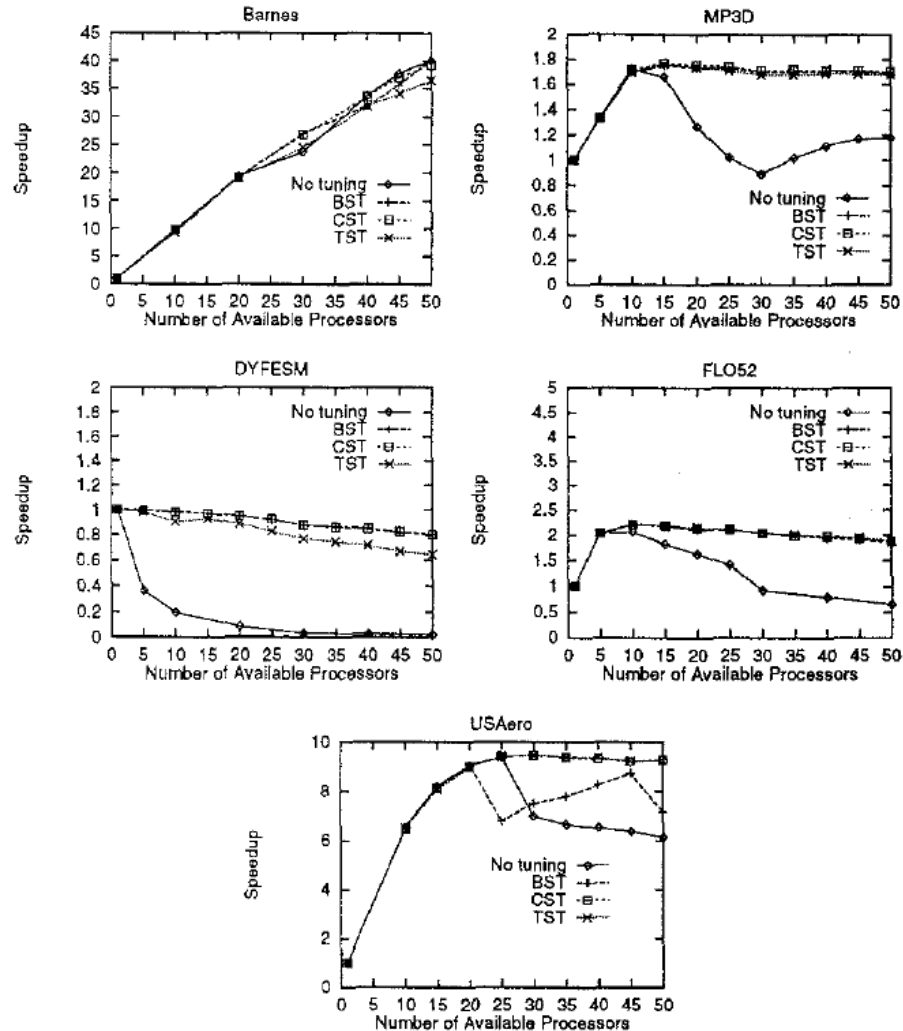 Barnes
45
40
35
30
25
20
15
10
5
0
Speedup
No tuning
BST
CST
TST
0 5 10 15 20 25 30 35 40 45 50
Number of Available Processors
MP3D
2
1.8
1.6
1.4
1.2
1
0.8
0.6
0.4
0.2
0
Speedup
No tuning
BST
CST
TST
0 5 10 15 20 25 30 35 40 45 50
Number of Available Processors
DYFESM
2
1.8
1.6
1.4
1.2
1
0.8
0.6
0.4
0.2
0
Speedup
No tuning
BST
CST
TST
0 5 10 15 20 25 30 35 40 45 50
Number of Available Processors
FLO52
5
4.5
4
3.5
3
2.5
2
1.5
1
0.5
0
Speedup
No tuning
BST
CST
TST
0 5 10 15 20 25 30 35 40 45 50
Number of Available Processors
USAero
10
8
6
4
2
0
Speedup
No tuning
BST
CST
TST
0 5 10 15 20 25 30 35 40 45 50
Number of Available Processors